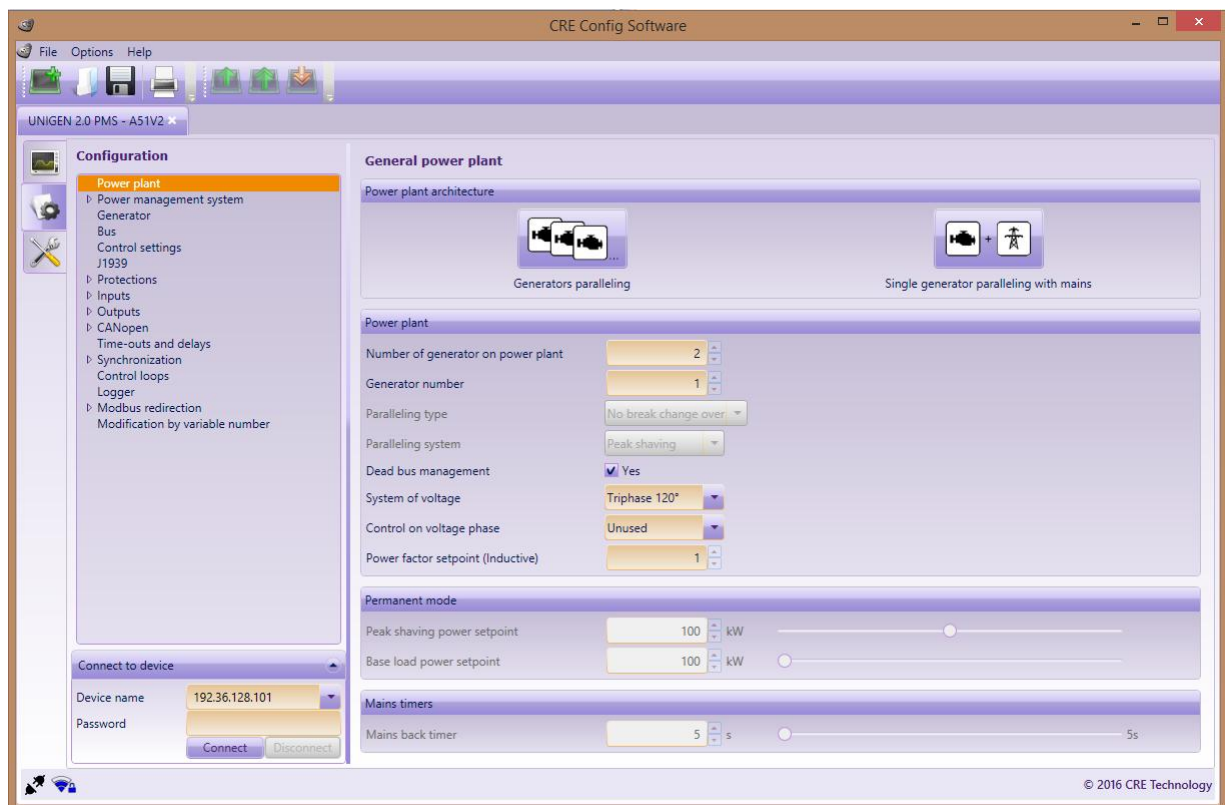 CRE Config Software
File Options Help
UNIGEN 2.0 PMS - A51V2
Configuration
Power plant
Power management system
Generator
Bus
Control settings
J1939
Protections
Inputs
Outputs
CANopen
Time-outs and delays
Synchronization
Control loops
Logger
Modbus redirection
Modification by variable number
Connect to device
Device name 192.36.128.101
Password
Connect Disconnect
General power plant
Power plant architecture
...
+
Generators paralleling
Single generator paralleling with mains
Power plant
Number of generator on power plant 2
Generator number 1
Paralleling type No break change over
Paralleling system Peak shaving
Dead bus management Yes
System of voltage Triphase 120°
Control on voltage phase Unused
Power factor setpoint (Inductive) 1
Permanent mode
Peak shaving power setpoint 100 kW
Base load power setpoint 100 kW
Mains timers
Mains back timer 5 s 5s
© 2016 CRE Technology